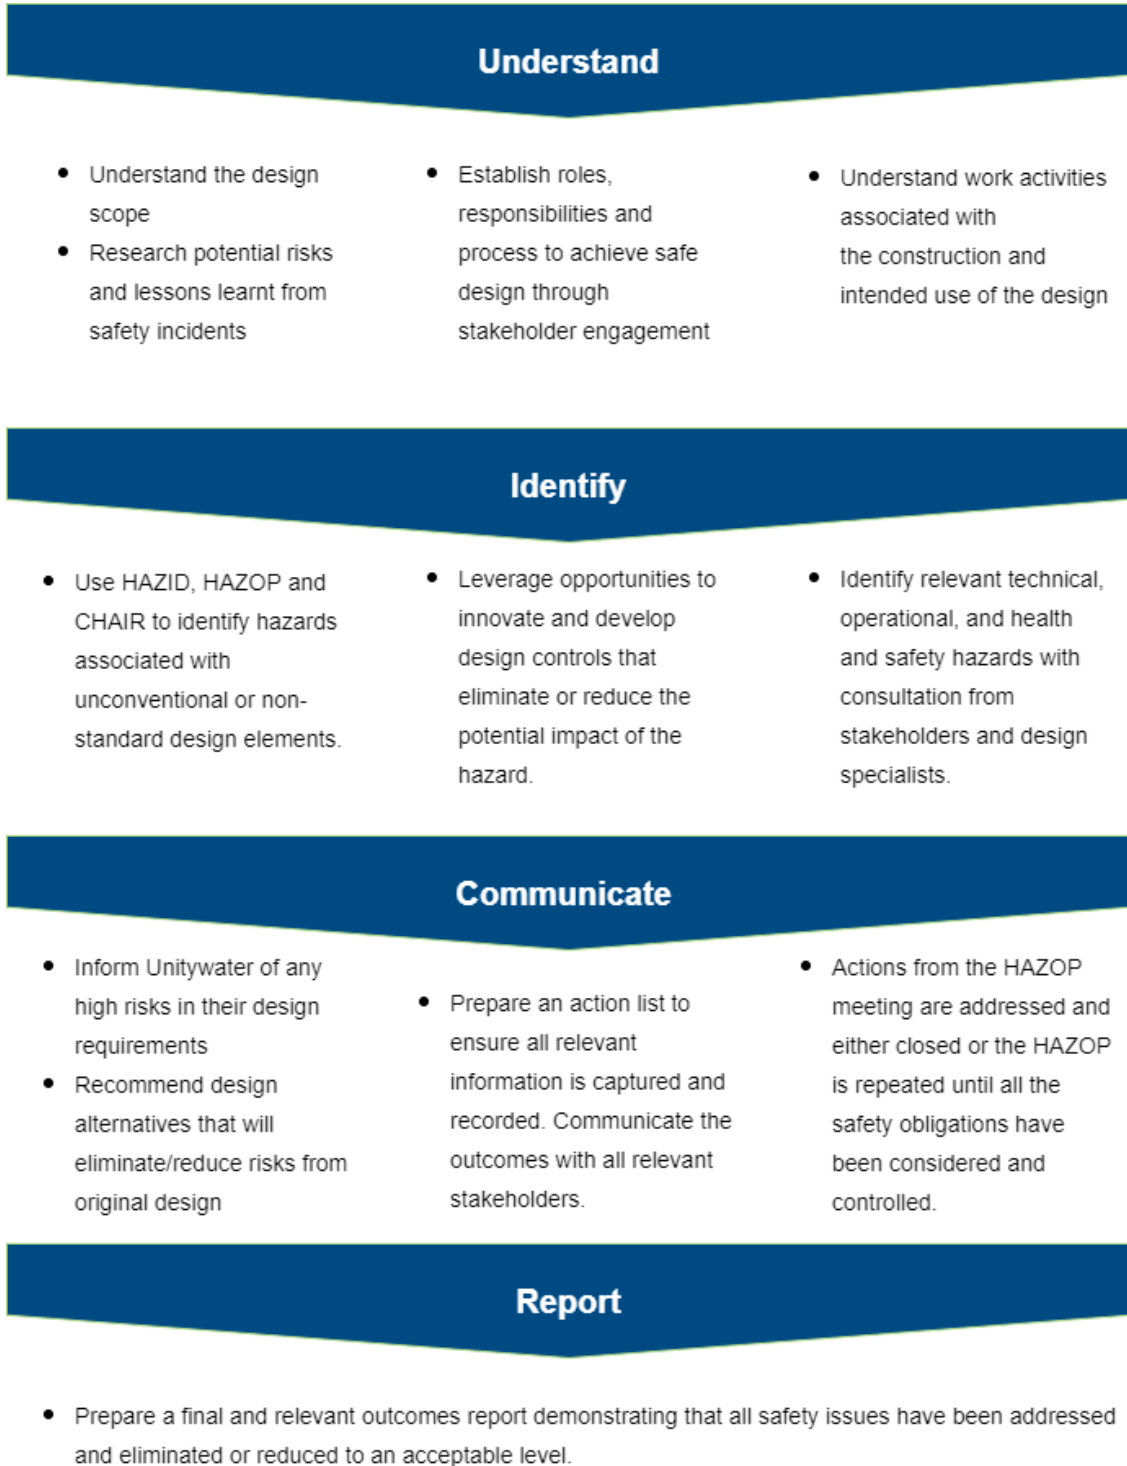 Understand
• Understand the design
scope
• Research potential risks
and lessons learnt from
safety incidents
• Establish roles,
responsibilities and
process to achieve safe
design through
stakeholder engagement
• Understand work activities
associated with
the construction and
intended use of the design
Identify
• Use HAZID, HAZOP and
CHAIR to identify hazards
associated with
unconventional or non-
standard design elements.
• Leverage opportunities to
innovate and develop
design controls that
eliminate or reduce the
potential impact of the
hazard.
• Identify relevant technical,
operational, and health
and safety hazards with
consultation from
stakeholders and design
specialists.
Communicate
• Inform Unitywater of any
high risks in their design
requirements
• Recommend design
alternatives that will
eliminate/reduce risks from
original design
• Prepare an action list to
ensure all relevant
information is captured and
recorded. Communicate the
outcomes with all relevant
stakeholders.
• Actions from the HAZOP
meeting are addressed and
either closed or the HAZOP
is repeated until all the
safety obligations have
been considered and
controlled.
Report
• Prepare a final and relevant outcomes report demonstrating that all safety issues have been addressed
and eliminated or reduced to an acceptable level.